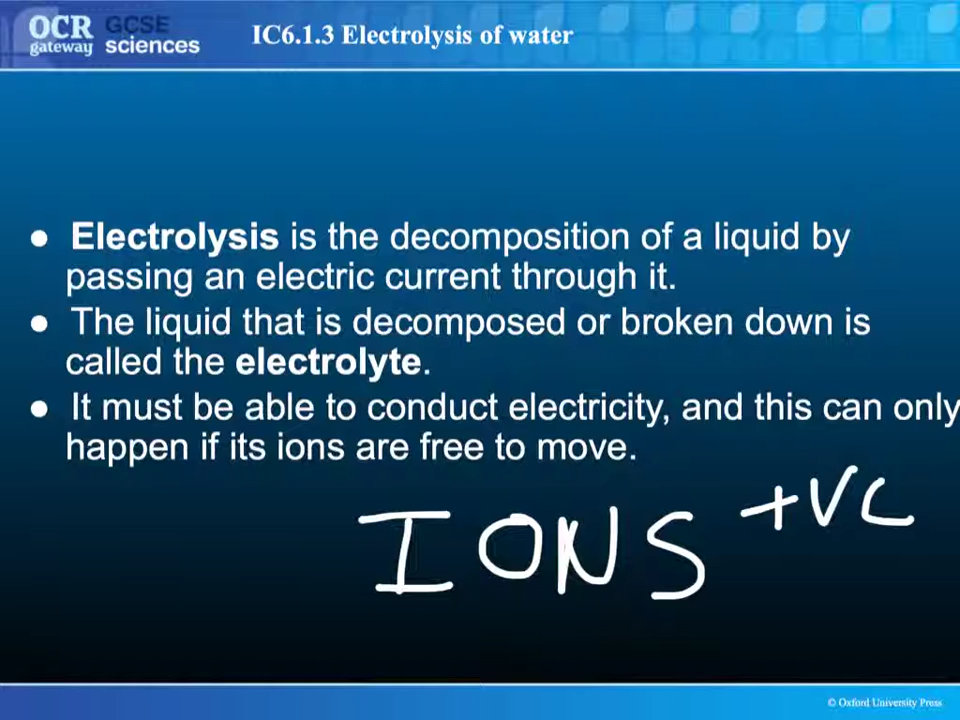 OCR GCSE
gateway sciences
IC6.1.3 Electrolysis of water
● Electrolysis is the decomposition of a liquid by
passing an electric current through it.
● The liquid that is decomposed or broken down is
called the electrolyte.
● It must be able to conduct electricity, and this can only
happen if its ions are free to move.
IONS +VC
© Oxford University Press